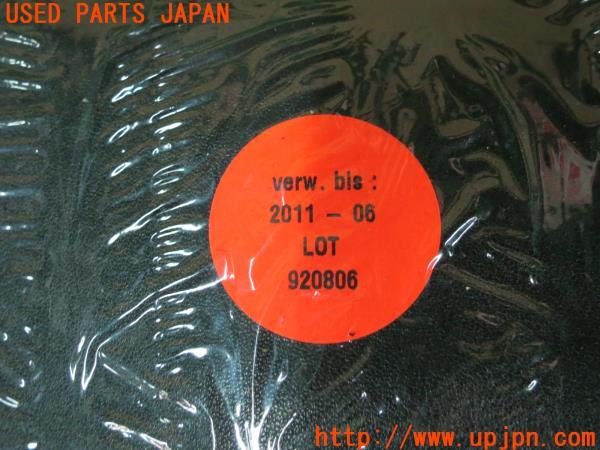 USED PARTS JAPAN
verw. bis :
2011 - 06
LOT
920806
http://www.upjpn.com/